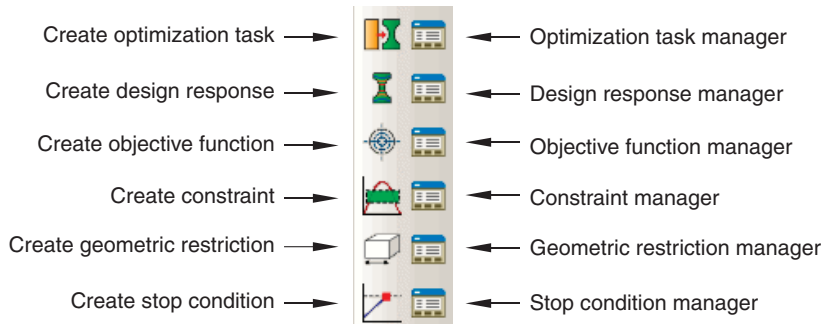 Create optimization task
Optimization task manager
Create design response
Design response manager
Create objective function
Objective function manager
Create constraint
Constraint manager
Create geometric restriction
Geometric restriction manager
Create stop condition
Stop condition manager